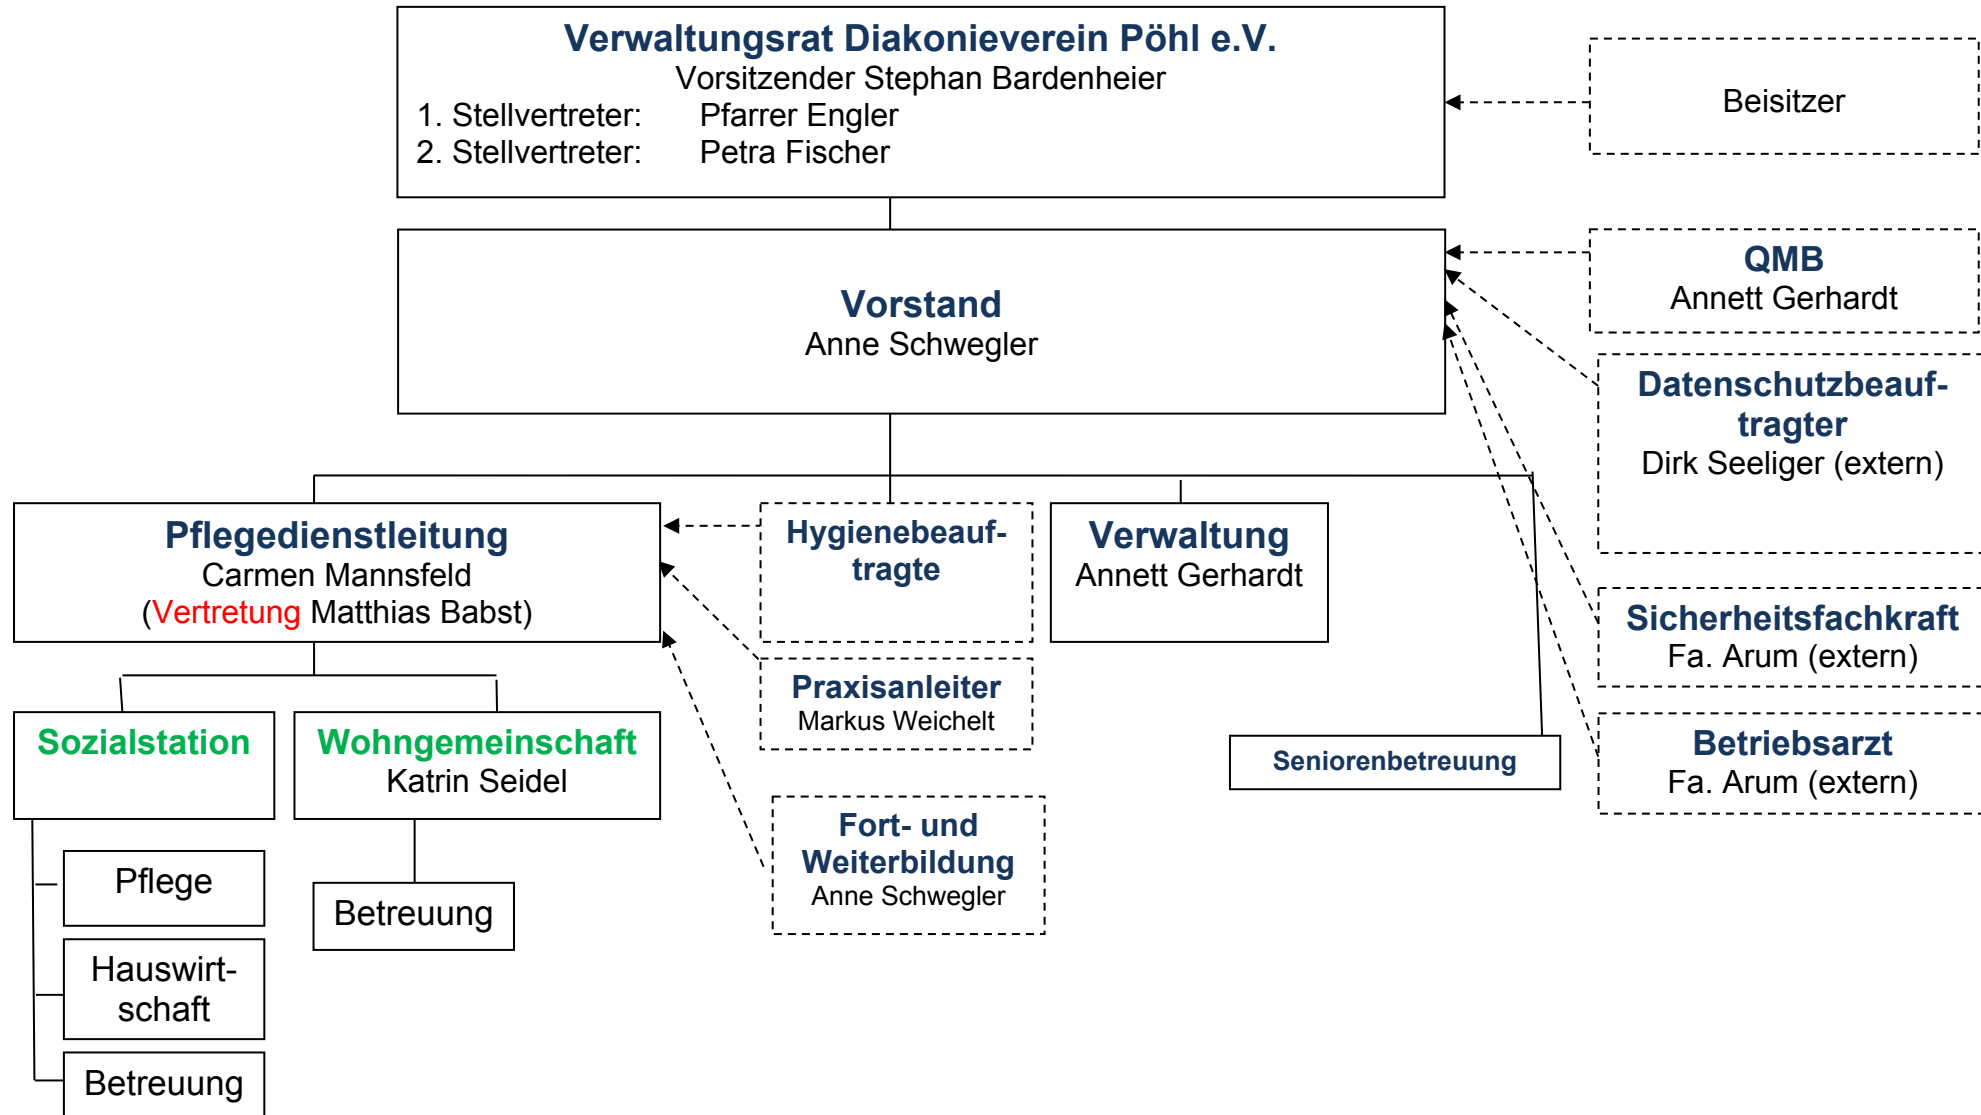 Verwaltungsrat Diakonieverein Pöhl e.V.
Vorsitzender Stephan Bardenheier
1. Stellvertreter: Pfarrer Engler
2. Stellvertreter: Petra Fischer
Beisitzer
Vorstand
Anne Schwegler
QMB
Annett Gerhardt
Datenschutzbeauf-
tragter
Dirk Seeliger (extern)
Pflegedienstleitung
Carmen Mannsfeld
(Vertretung Matthias Babst)
Hygienebeauf-
tragte
Verwaltung
Annett Gerhardt
Sicherheitsfachkraft
Fa. Arum (extern)
Praxisanleiter
Markus Weichelt
Sozialstation
Wohngemeinschaft
Katrin Seidel
Seniorenbetreuung
Betriebsarzt
Fa. Arum (extern)
Fort- und
Weiterbildung
Anne Schwegler
Pflege
Betreuung
Hauswirt-
schaft
Betreuung